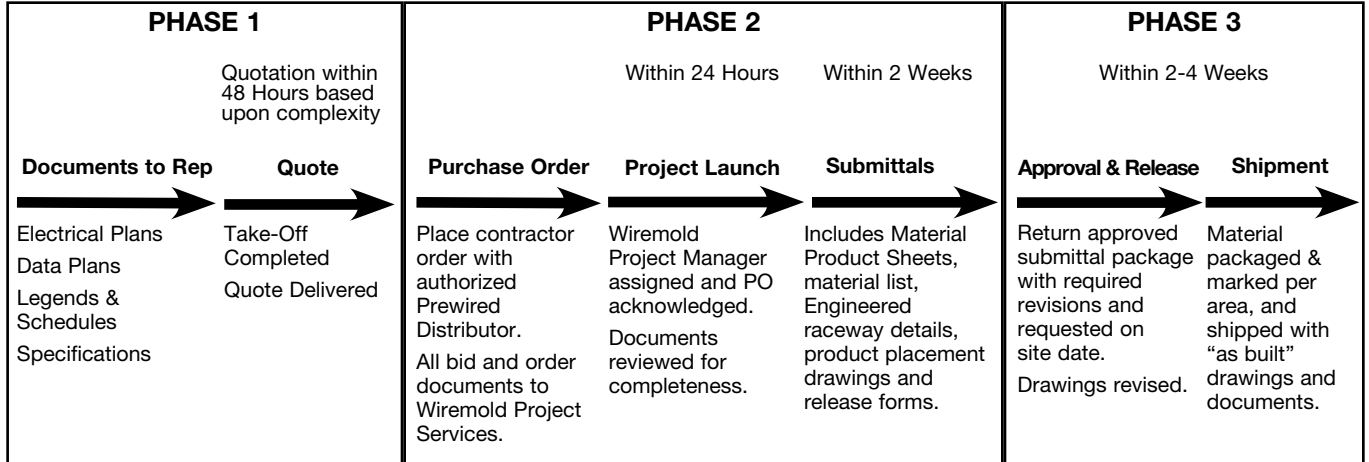 PHASE 1
Quotation within
48 Hours based
upon complexity
Documents to Rep
Electrical Plans
Data Plans
Legends &
Schedules
Specifications
Quote
Take-Off
Completed
Quote Delivered
PHASE 2
Purchase Order
Place contractor
order with
authorized
Prewired
Distributor.
All bid and order
documents to
Wiremold Project
Services.
Within 24 Hours
Project Launch
Wiremold
Project Manager
assigned and PO
acknowledged.
Documents
reviewed for
completeness.
Within 2 Weeks
Submittals
Includes Material
Product Sheets,
material list,
Engineered
raceway details,
product placement
drawings and
release forms.
PHASE 3
Within 2-4 Weeks
Approval & Release
Return approved
submittal package
with required
revisions and
requested on
site date.
Drawings revised.
Shipment
Material
packaged &
marked per
area, and
shipped with
“as built”
drawings and
documents.